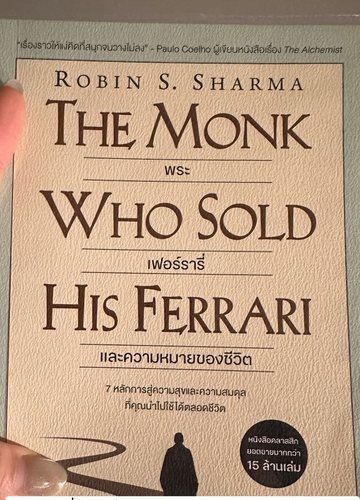 "เรื่องราวให้แง่คิดที่สนุกจนวางไม่ลง" - Paulo Coelho ผู้เขียนหนังสือเรื่อง The Alchemist
ROBIN S. SHARMA
THE MONK
พระ
WHO SOLD
เฟอร์รารี่
HIS FERRARI
และความหมายของชีวิต
7 หลักการสู่ความสุขและความสมดุล
ที่คุณนำไปใช้ได้ตลอดชีวิต
หนังสือคลาสสิก
ยอดขายมากกว่า
15 ล้านเล่ม